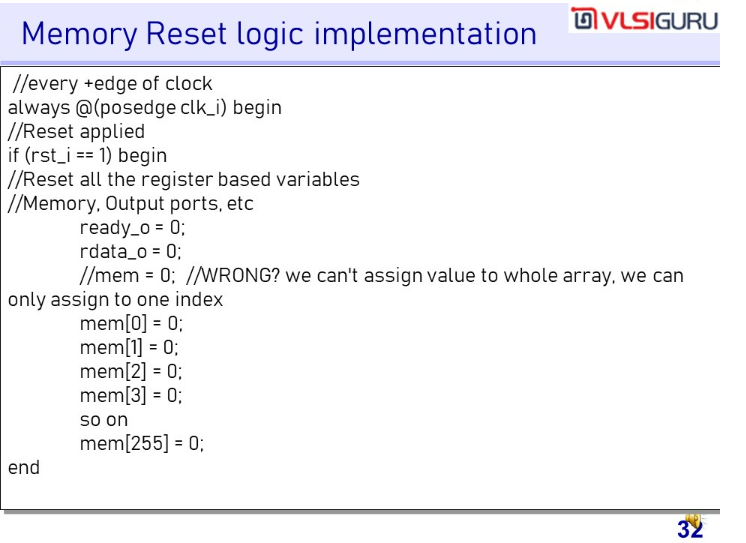 Memory Reset logic implementation
VLSIGURU
//every +edge of clock
always @(posedge clk_i) begin
//Reset applied
if (rst_i == 1) begin
//Reset all the register based variables
//Memory, Output ports, etc
ready_o = 0;
rdata_o = 0;
//mem = 0; //WRONG? we can't assign value to whole array, we can
only assign to one index
mem[0] = 0;
mem[1] = 0;
mem[2] = 0;
mem[3] = 0;
so on
mem[255] = 0;
end
32